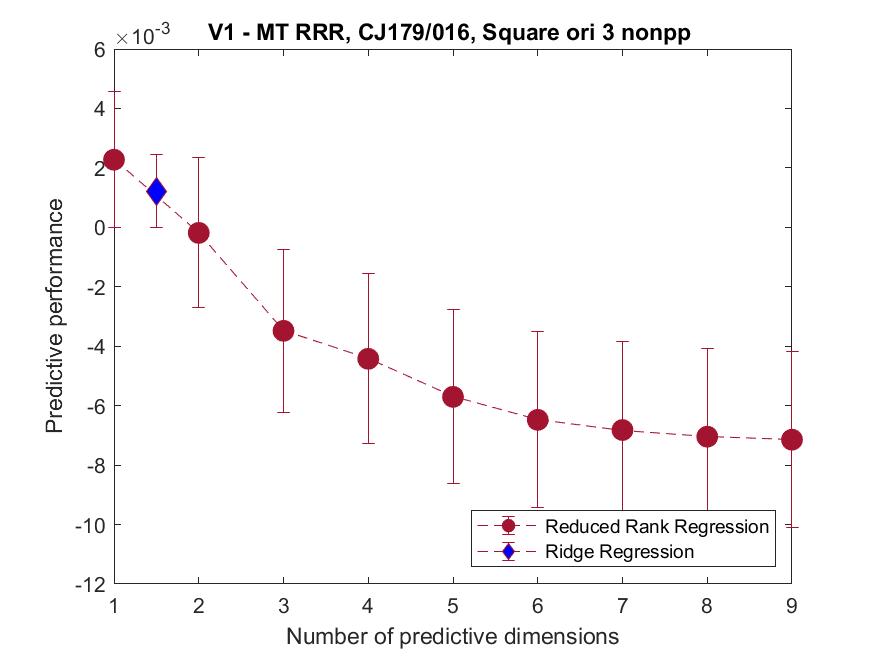 ×10-3
V1 - MT RRR, CJ179/016, Square ori 3 nonpp
6
4
2
0
-2
-4
-6
-8
-10
-12
Predictive performance
Reduced Rank Regression
Ridge Regression
1 2 3 4 5 6 7 8 9
Number of predictive dimensions